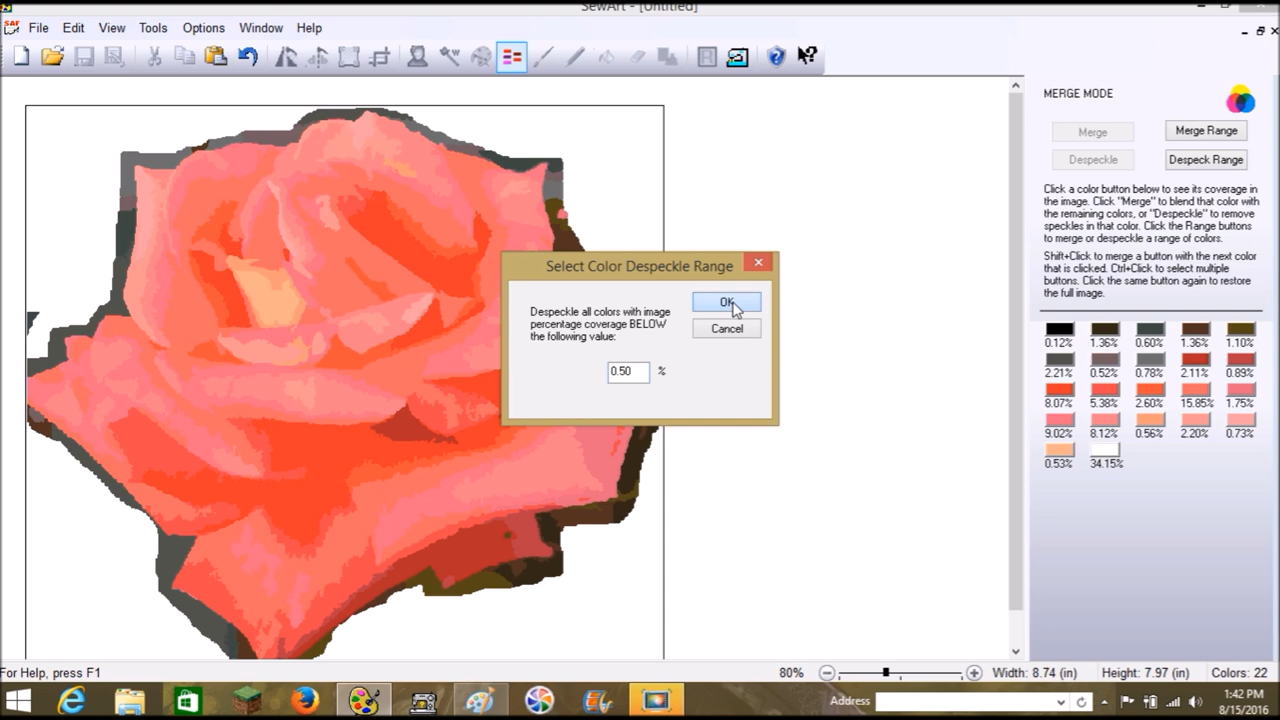 SewArt - [Untitled]
File Edit View Tools Options Window Help
MERGE MODE
Merge Merge Range
Despeckle Despeck Range
Click a color button below to see its coverage in
the image. Click "Merge" to blend that color with
the remaining colors, or "Despeckle" to remove
speckles in that color. Click the Range buttons
to merge or despeckle a range of colors.
Shift+Click to merge a button with the next color
that is clicked. Ctrl+Click to select multiple
buttons. Click the same button again to restore
the full image.
0.12% 1.36% 0.60% 1.36% 1.10%
2.21% 0.52% 0.78% 2.11% 0.89%
8.07% 5.38% 2.60% 15.85% 1.75%
9.02% 8.12% 0.56% 2.20% 0.73%
0.53% 34.15%
Select Color Despeckle Range
Despeckle all colors with image
percentage coverage BELOW
the following value:
0.50 %
OK
Cancel
For Help, press F1 80% Width: 8.74 (in) Height: 7.97 (in) Colors: 22
Address
1:42 PM
8/15/2016